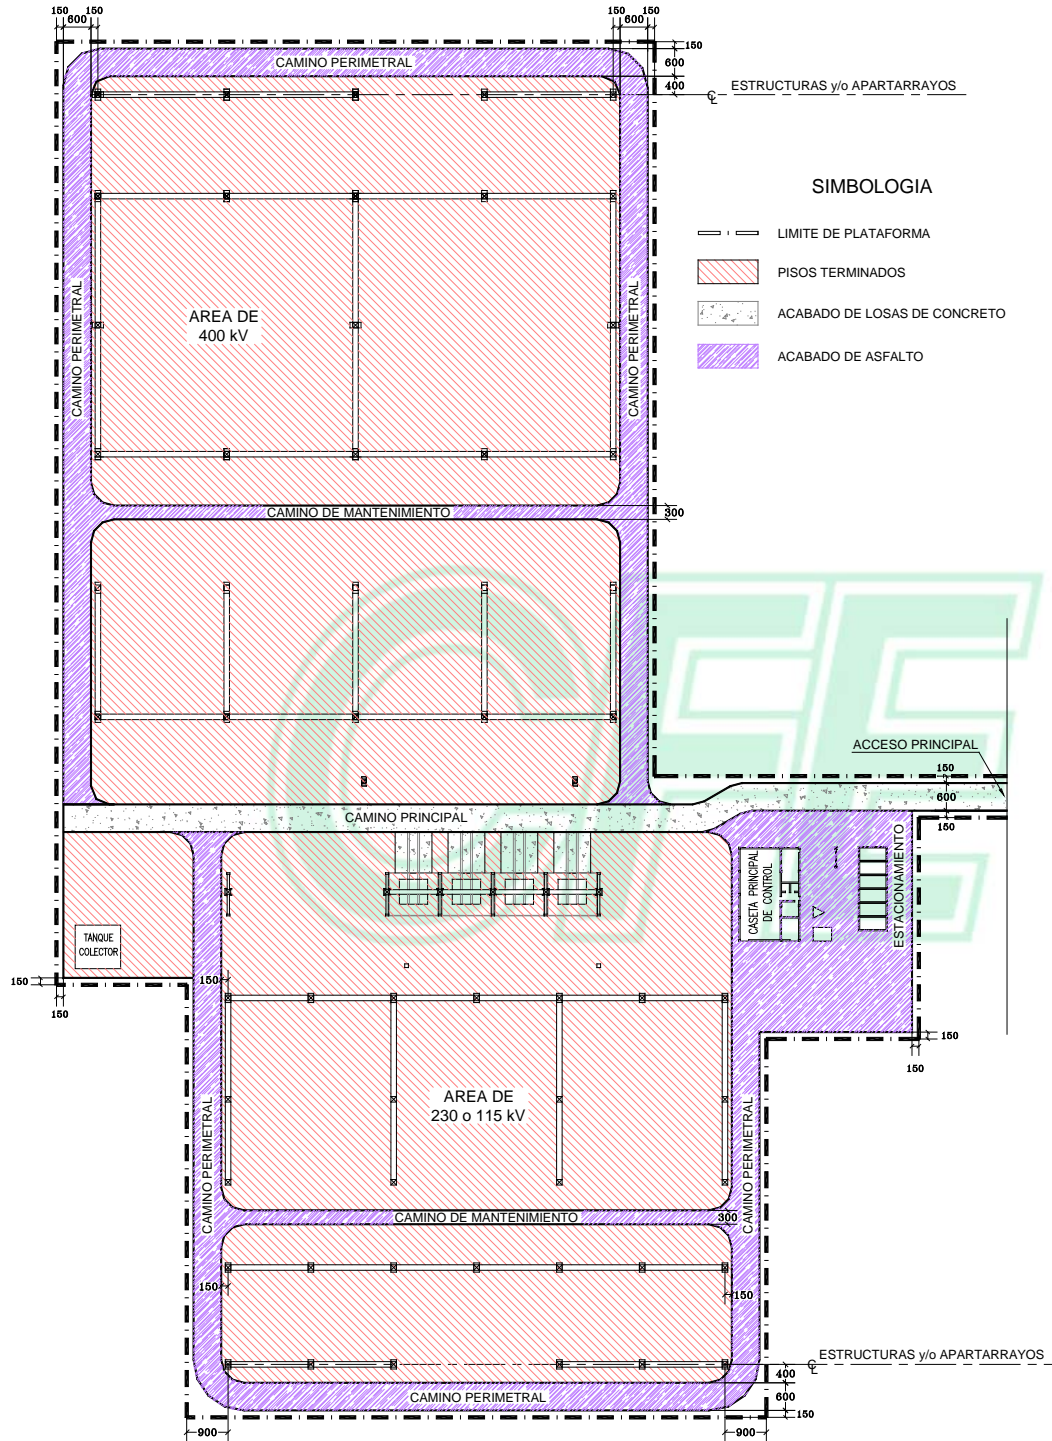 150
150
600
150
150
600
CAMINO PERIMETRAL
150
600
400
ESTRUCTURAS y/o APARTARRAYOS
SIMBOLOGIA
LIMITE DE PLATAFORMA
PISOS TERMINADOS
ACABADO DE LOSAS DE CONCRETO
ACABADO DE ASFALTO
CAMINO PERIMETRAL
AREA DE
400 kV
CAMINO PERIMETRAL
CAMINO DE MANTENIMIENTO
300
CFE
ACCESO PRINCIPAL
150
600
150
CAMINO PRINCIPAL
CASETA PRINCIPAL
DE CONTROL
ESTACIONAMIENTO
TANQUE
COLECTOR
150
150
150
150
150
AREA DE
230 o 115 kV
CAMINO PERIMETRAL
CAMINO PERIMETRAL
CAMINO DE MANTENIMIENTO
300
150
150
ESTRUCTURAS y/o APARTARRAYOS
400
600
150
CAMINO PERIMETRAL
900
900